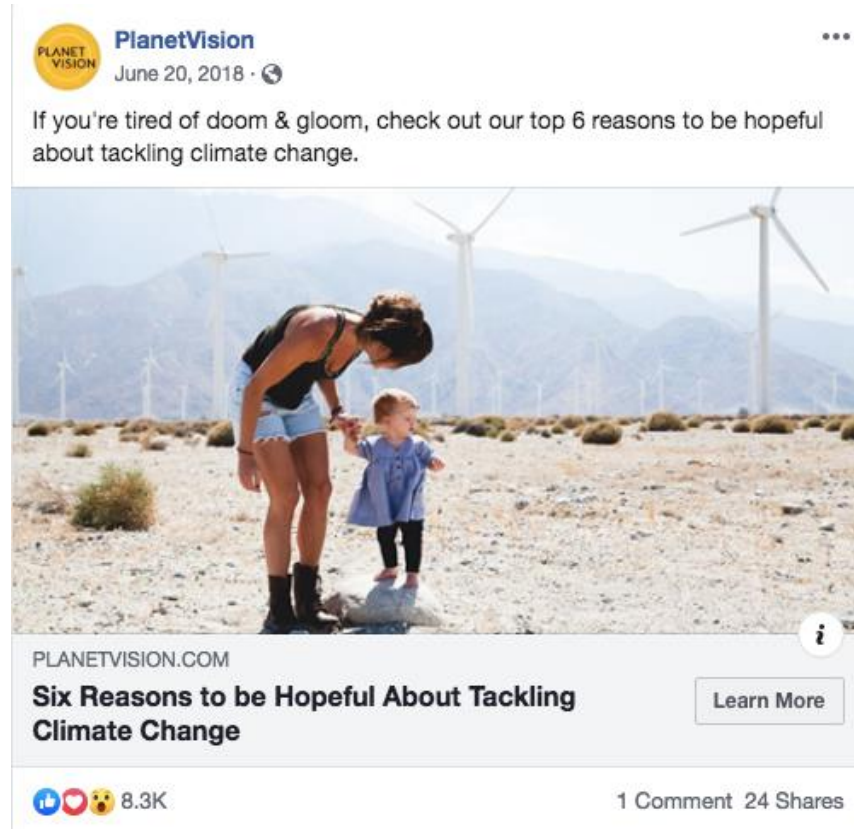 PLANET
VISION
PlanetVision
June 20, 2018 ·
If you're tired of doom & gloom, check out our top 6 reasons to be hopeful
about tackling climate change.
i
PLANETVISION.COM
Six Reasons to be Hopeful About Tackling
Climate Change
Learn More
8.3K
1 Comment 24 Shares